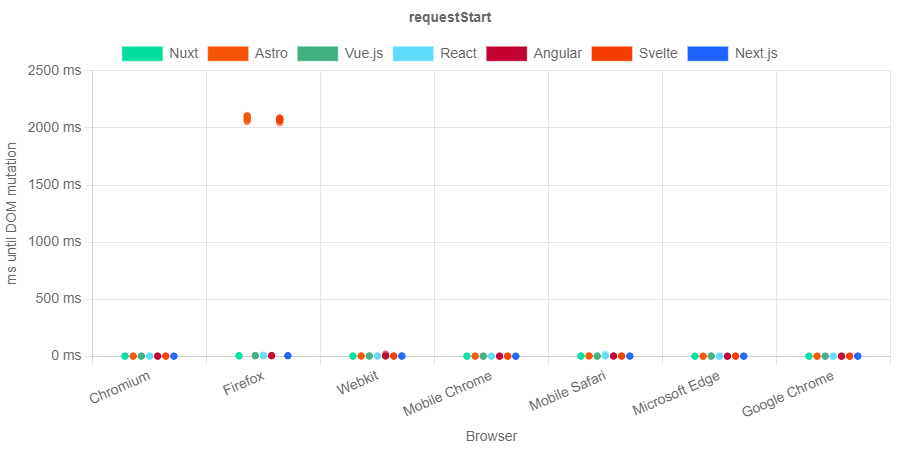 requestStart
Nuxt Astro Vue.js React Angular Svelte Next.js
2500 ms
2000 ms
1500 ms
1000 ms
500 ms
0 ms
ms until DOM mutation
Chromium Firefox Webkit Mobile Chrome Mobile Safari Microsoft Edge Google Chrome
Browser